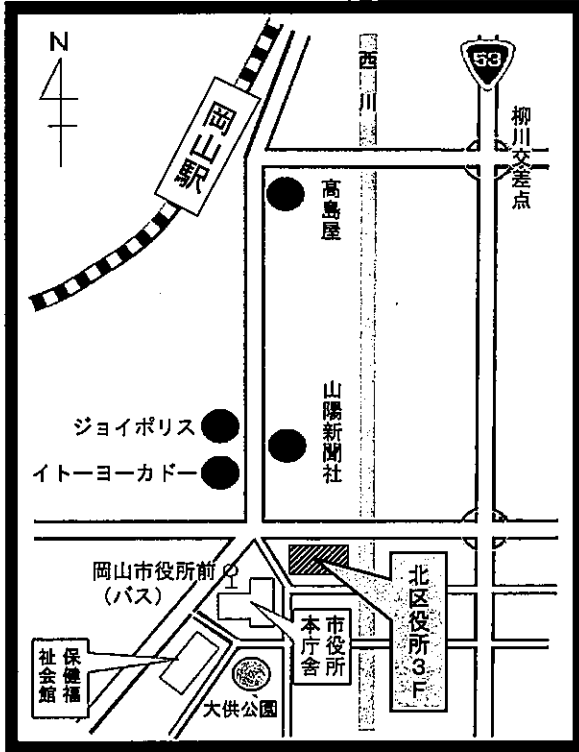 N
53
西川
岡山駅
柳川交差点
高島屋
山陽新聞社
ジョイポリス
イトーヨーカドー
岡山市役所前
（バス）
北区役所3F
市役所
本庁舎
保健福
祉会館
大供公園